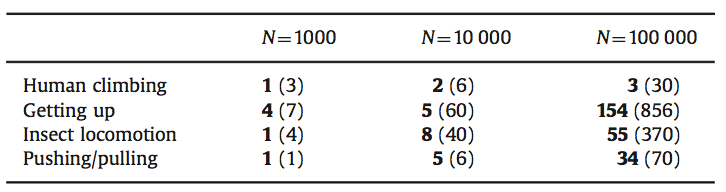 N=1000 N=10 000 N=100 000
Human climbing 1 (3) 2 (6) 3 (30)
Getting up 4 (7) 5 (60) 154 (856)
Insect locomotion 1 (4) 8 (40) 55 (370)
Pushing/pulling 1 (1) 5 (6) 34 (70)